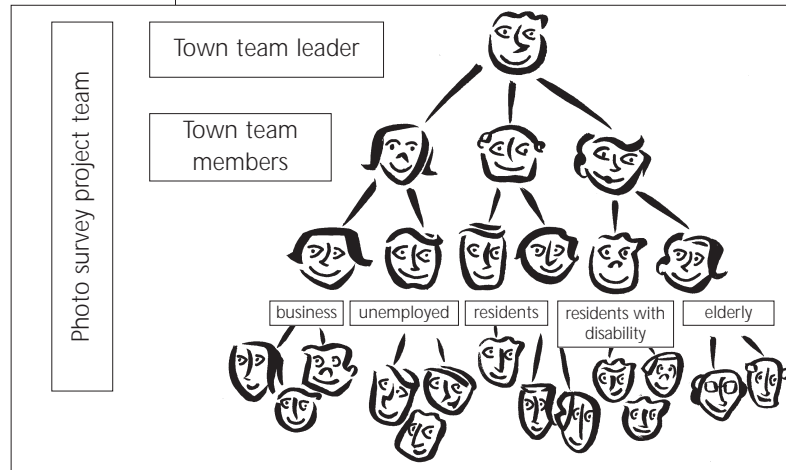 Photo survey project team
Town team leader
Town team
members
business
unemployed
residents
residents with
disability
elderly